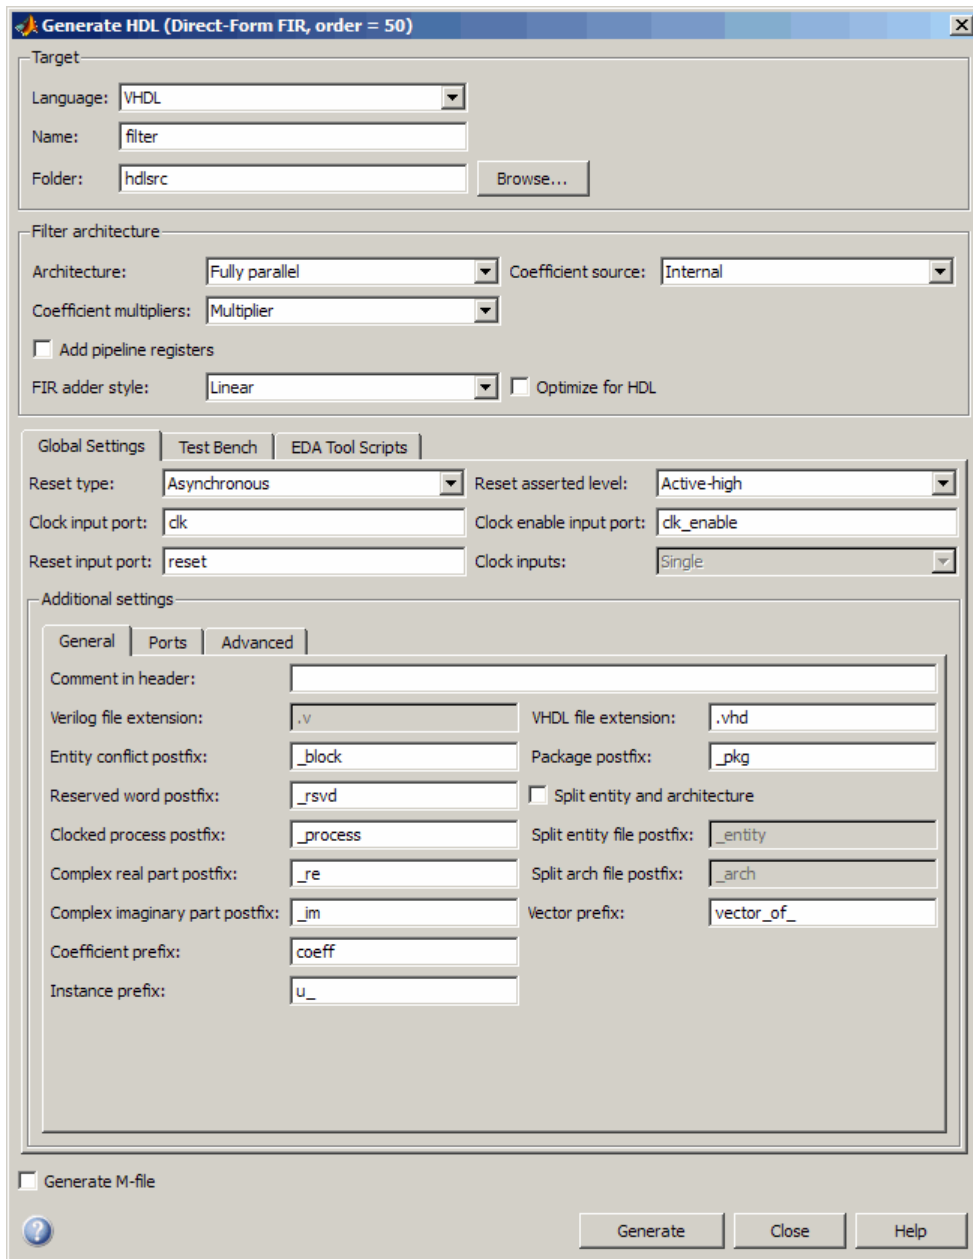 Generate HDL (Direct-Form FIR, order = 50)
Target
Language: VHDL
Name: filter
Folder: hdlsrc Browse...
Filter architecture
Architecture: Fully parallel Coefficient source: Internal
Coefficient multipliers: Multiplier
Add pipeline registers
FIR adder style: Linear Optimize for HDL
Global Settings Test Bench EDA Tool Scripts
Reset type: Asynchronous Reset asserted level: Active-high
Clock input port: clk Clock enable input port: clk_enable
Reset input port: reset Clock inputs: Single
Additional settings
General Ports Advanced
Comment in header:
Verilog file extension: .v VHDL file extension: .vhd
Entity conflict postfix: _block Package postfix: _pkg
Reserved word postfix: _rsvd Split entity and architecture
Clocked process postfix: _process Split entity file postfix: _entity
Complex real part postfix: _re Split arch file postfix: _arch
Complex imaginary part postfix: _im Vector prefix: vector_of_
Coefficient prefix: coeff
Instance prefix: u_
Generate M-file
? Generate Close Help